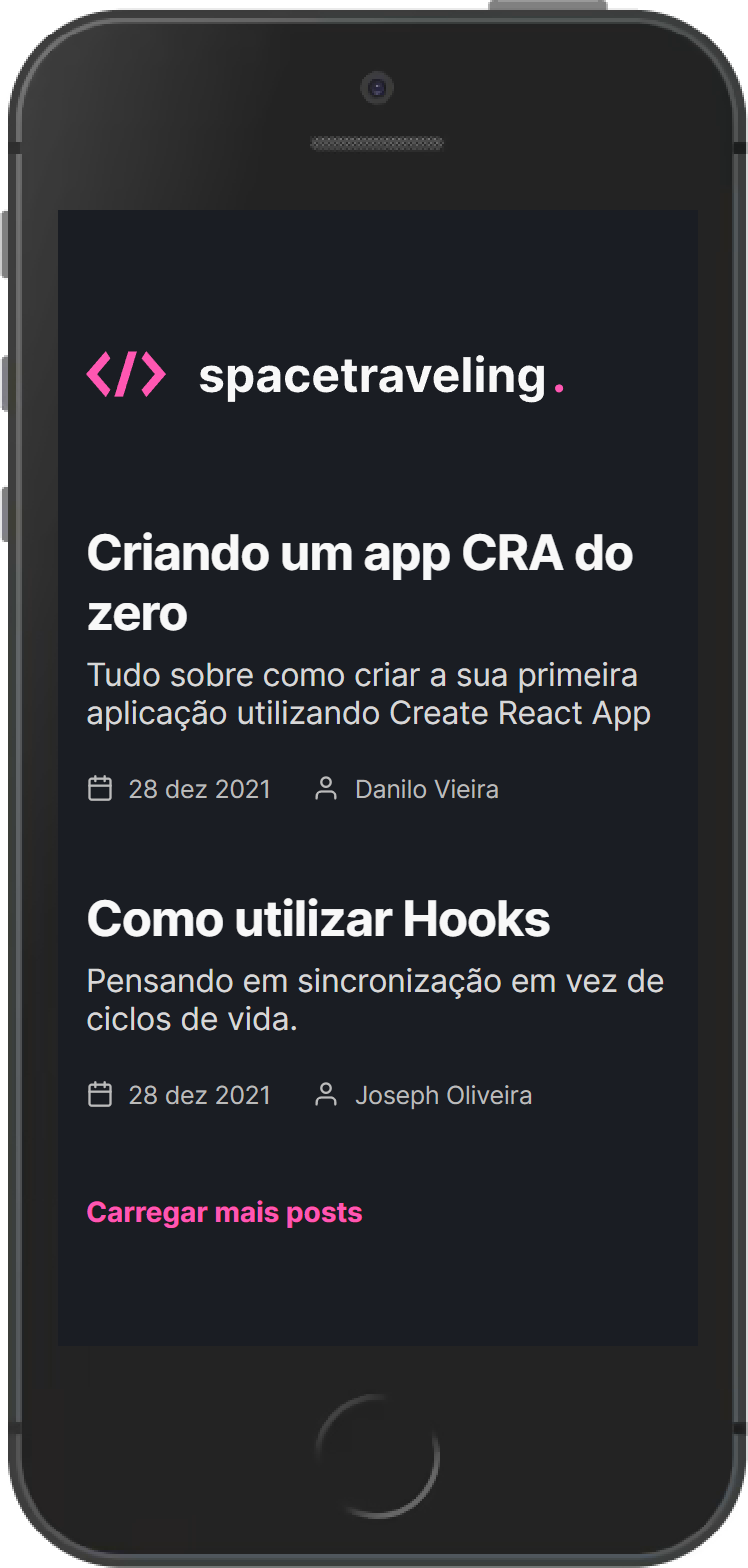 </> spacetraveling.
Criando um app CRA do
zero
Tudo sobre como criar a sua primeira
aplicação utilizando Create React App
28 dez 2021 Danilo Vieira
Como utilizar Hooks
Pensando em sincronização em vez de
ciclos de vida.
28 dez 2021 Joseph Oliveira
Carregar mais posts